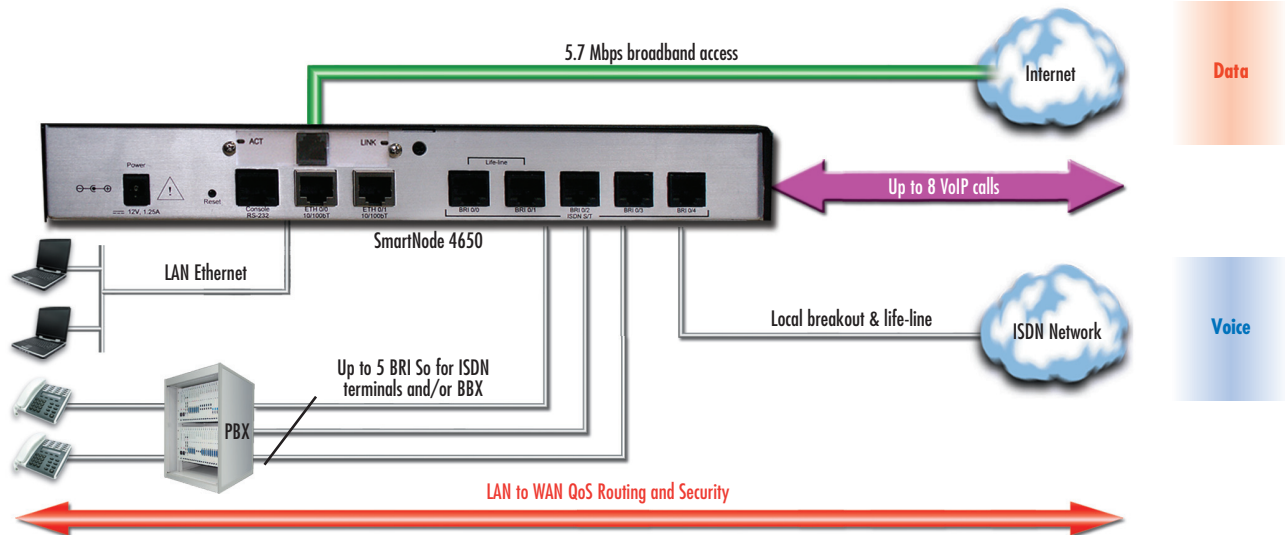 5.7 Mbps broadband access
Internet
Data
ACT
LINK
Power
Life-line
Reset
12V, 1.25A
Console
RS-232
ETH 0/0
10/100bT
ETH 0/1
10/100bT
BRI 0/0
BRI 0/1
BRI 0/2
BRI 0/3
BRI 0/4
ISDN S/T
Up to 8 VoIP calls
SmartNode 4650
LAN Ethernet
Local breakout & life-line
ISDN Network
Voice
Up to 5 BRI So for ISDN
terminals and/or BBX
PBX
LAN to WAN QoS Routing and Security